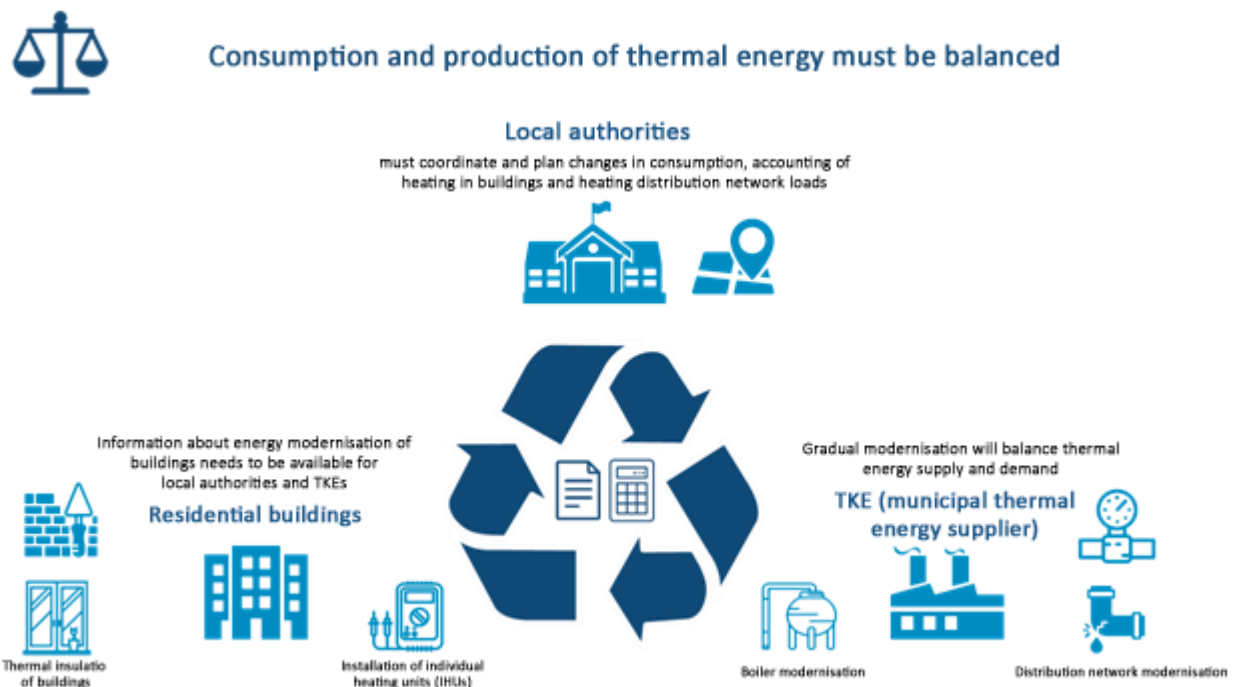 Consumption and production of thermal energy must be balanced
Local authorities
must coordinate and plan changes in consumption, accounting of
heating in buildings and heating distribution network loads
Information about energy modernisation of
buildings needs to be available for
local authorities and TKEs
Residential buildings
Thermal insulatio
of buildings
Installation of individual
heating units (IHUs)
Gradual modernisation will balance thermal
energy supply and demand
TKE (municipal thermal
energy supplier)
Boiler modernisation
Distribution network modernisation